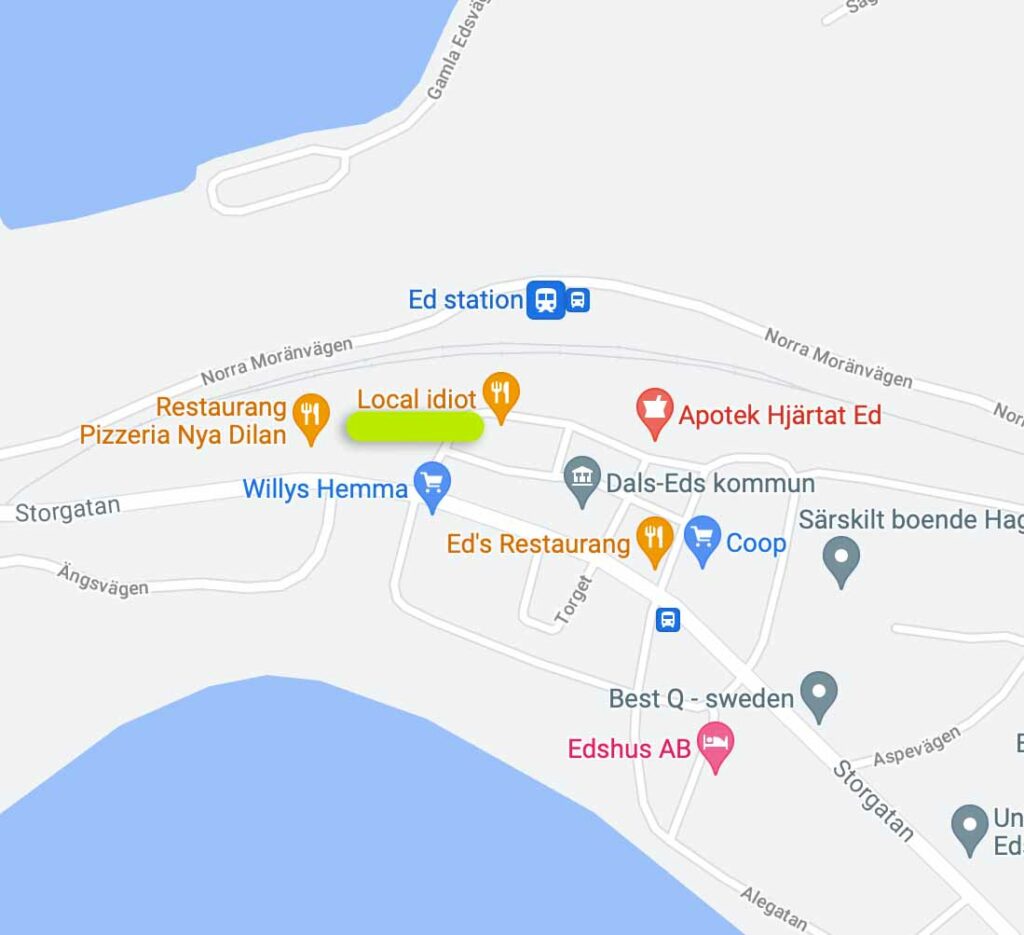 Gamla Edsvä
Sag
Ed station
Norra Moränvägen
Norra Moränvägen
Nor
Local idiot
Restaurang
Pizzeria Nya Dilan
Apotek Hjärtat Ed
Willys Hemma
Dals-Eds kommun
Storgatan
Särskilt boende Hag
Ed's Restaurang
Coop
Ängsvägen
Torget
Best Q - sweden
Edshus AB
Aspevägen
E
Storgatan
Un
Eds
Alegatan